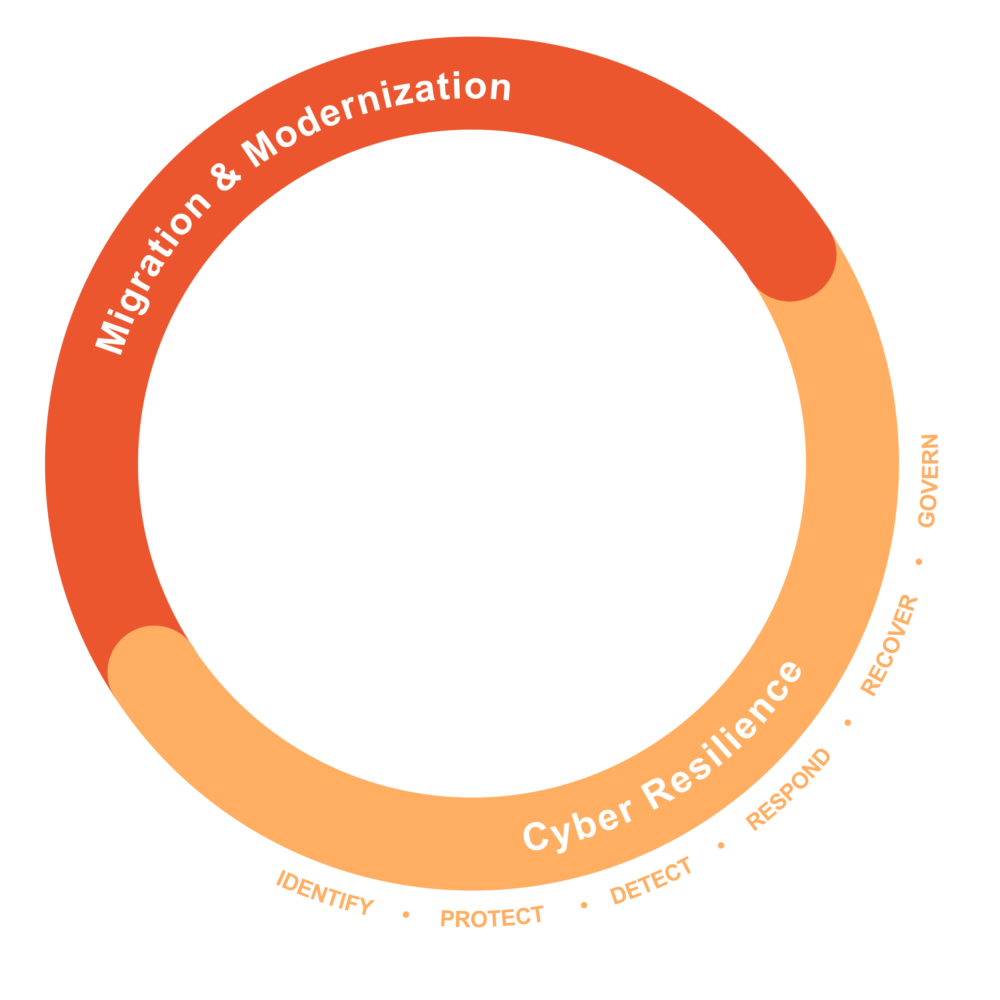 Migration & Modernization
Cyber Resilience
IDENTIFY • PROTECT • DETECT • RESPOND • RECOVER • GOVERN